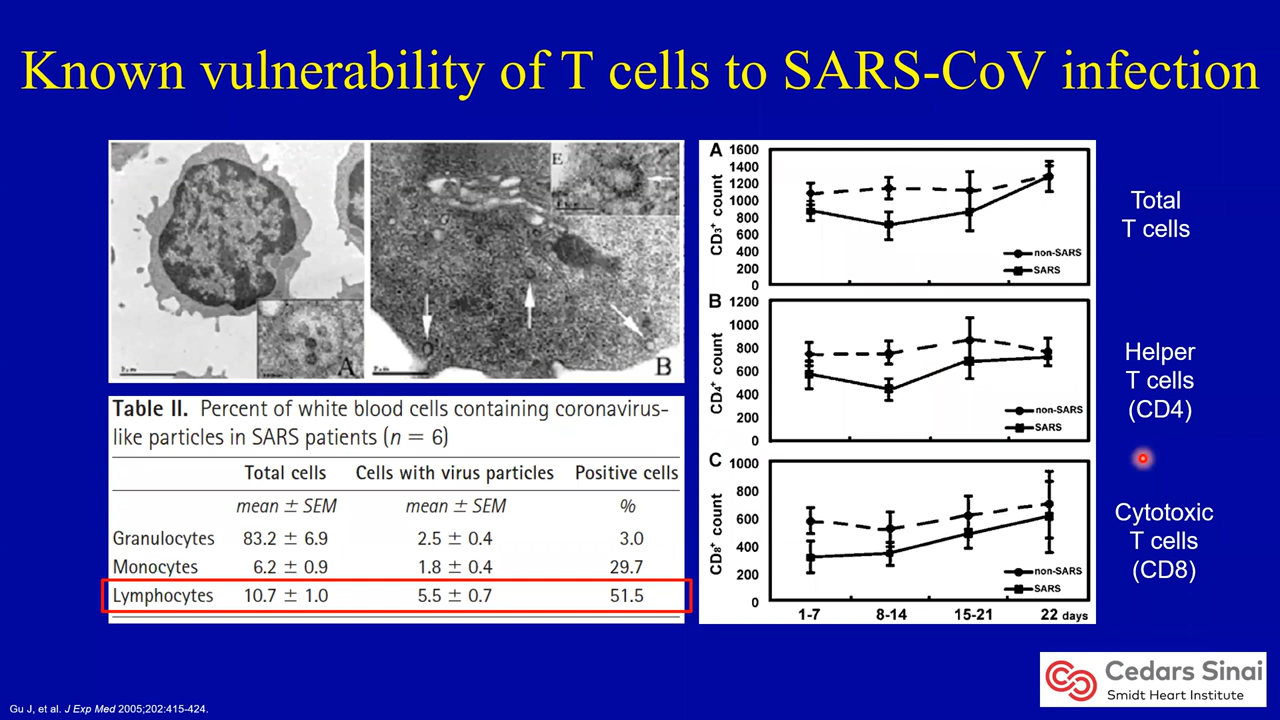 Known vulnerability of T cells to SARS-CoV infection
E
A
B
Table II. Percent of white blood cells containing coronavirus-
like particles in SARS patients (n = 6)
Total cells Cells with virus particles Positive cells
mean ± SEM mean ± SEM %
Granulocytes 83.2 ± 6.9 2.5 ± 0.4 3.0
Monocytes 6.2 ± 0.9 1.8 ± 0.4 29.7
Lymphocytes 10.7 ± 1.0 5.5 ± 0.7 51.5
A
CD3+ count
1600
1400
1200
1000
800
600
400
200
0
non-SARS
SARS
Total
T cells
B
CD4+ count
1200
1000
800
600
400
200
0
non-SARS
SARS
Helper
T cells
(CD4)
C
CD8+ count
1000
800
600
400
200
0
non-SARS
SARS
1-7 8-14 15-21 22 days
Cytotoxic
T cells
(CD8)
Cedars Sinai
Smidt Heart Institute
Gu J, et al. J Exp Med 2005;202:415-424.